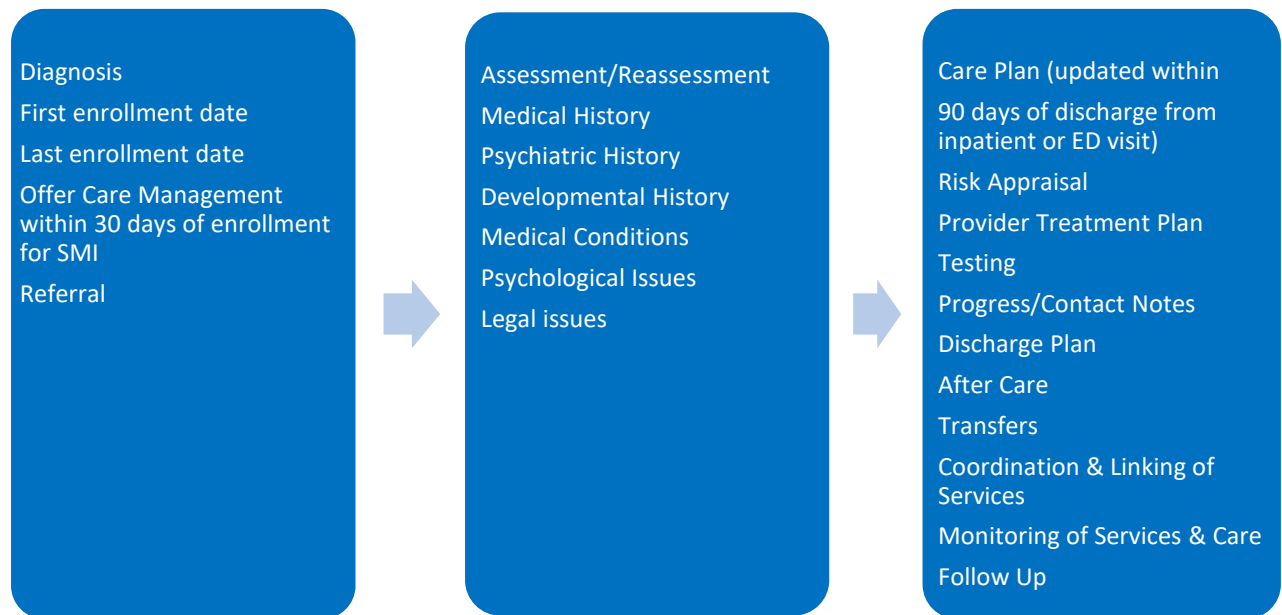 Diagnosis
First enrollment date
Last enrollment date
Offer Care Management
within 30 days of enrollment
for SMI
Referral
Assessment/Reassessment
Medical History
Psychiatric History
Developmental History
Medical Conditions
Psychological Issues
Legal issues
Care Plan (updated within
90 days of discharge from
inpatient or ED visit)
Risk Appraisal
Provider Treatment Plan
Testing
Progress/Contact Notes
Discharge Plan
After Care
Transfers
Coordination & Linking of
Services
Monitoring of Services & Care
Follow Up